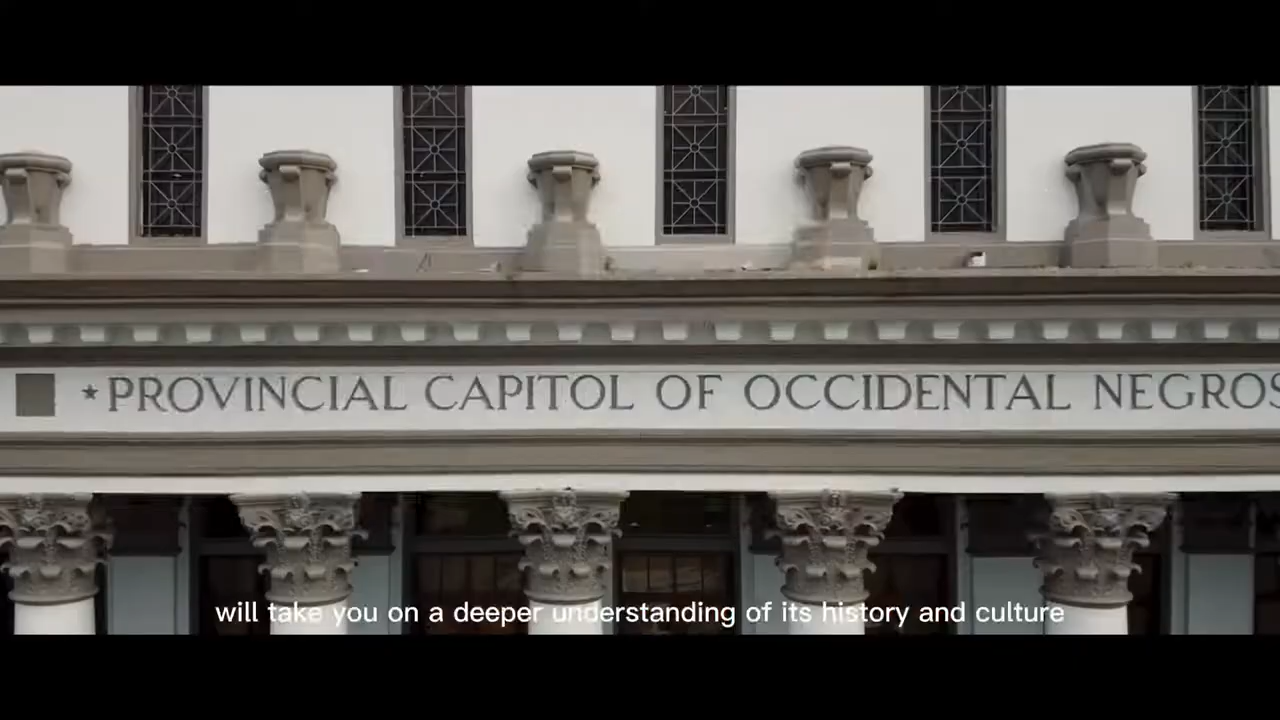 ★PROVINCIAL CAPITOL OF OCCIDENTAL NEGROS
will take you on a deeper understanding of its history and culture